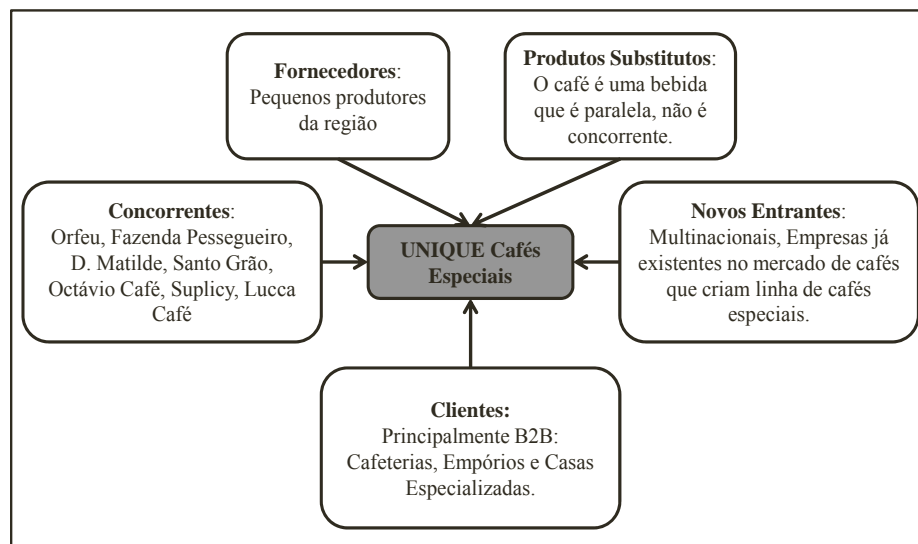 Fornecedores:
Pequenos produtores
da região
Produtos Substitutos:
O café é uma bebida
que é paralela, não é
concorrente.
Concorrentes:
Orfeu, Fazenda Pessegueiro,
D. Matilde, Santo Grão,
Octávio Café, Suplicy, Lucca
Café
UNIQUE Cafés
Especiais
Novos Entrantes:
Multinacionais, Empresas já
existentes no mercado de cafés
que criam linha de cafés
especiais.
Clientes:
Principalmente B2B:
Cafeterias, Empórios e Casas
Especializadas.